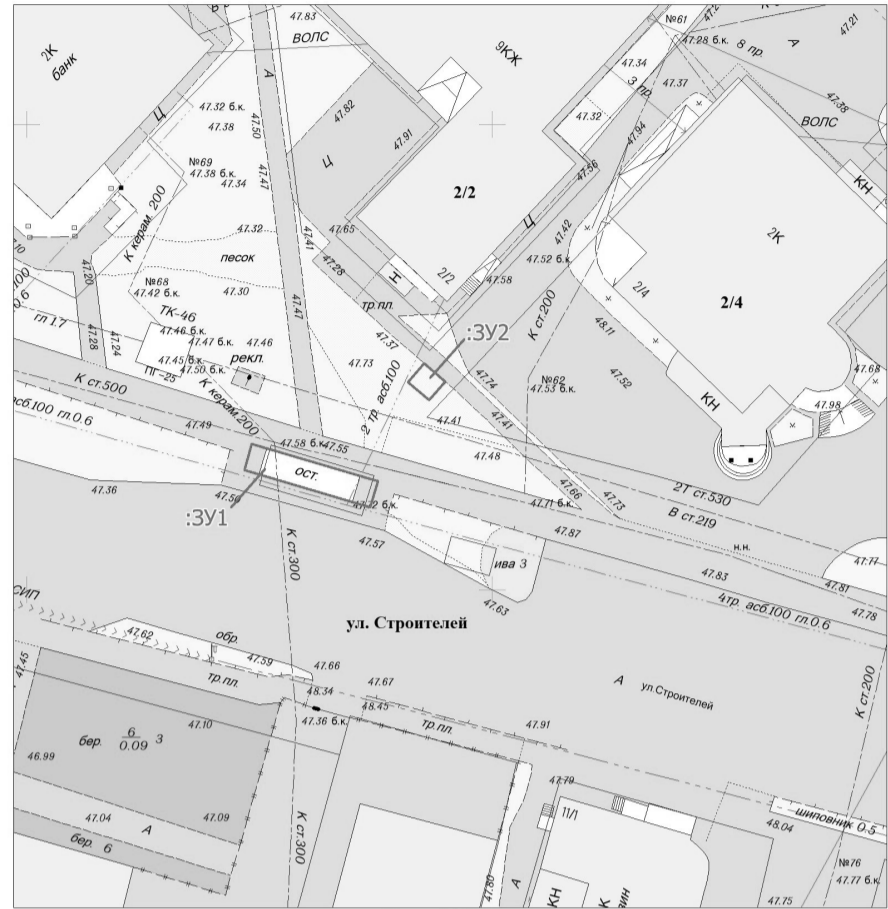 47.83
ВОЛС
2К
банк
Ц
47.32 б.к.
47.38
А
47.50
47.82
9КЖ
№61
47.28 б.к.
8 пр.
А
47.21
47.34
3 пр.
47.37
47.38
ВОЛС
47.32
47.94
47.91
Ц
47.56
№69
47.38 б.к.
47.34
47.47
КН
К керам. 200
2/2
47.32
47.41
47.65
Ц
47.42
2К
песок
47.28
47.52 б.к.
47.20
№68
47.42 б.к.
47.30
Н
2/2
47.58
2/4
2/4
гл 1.7
ТК-46
47.46 б.к.
47.47 б.к.
47.46
47.47
тр.пл.
47.37
К ст.200
48.11
:ЗУ2
47.28
47.24
47.45 б.к.
47.50 б.к.
рекл.
ПГ-25
47.73
47.74
№62
47.53 б.к.
47.52
47.68
К ст.500
К керам.200
2 тр. асб.100
КН
47.98
асб.100 гл.0.6
47.49
47.41
47.41
47.58 б.к.
47.55
47.48
ост.
47.36
47.50
47.66
47.73
2Т ст.530
:ЗУ1
47.71 б.к.
В ст.219
47.57
47.87
н.н.
47.77
К ст.300
ива 3
47.83
47.81
СИП
47.63
4тр. асб.100 гл.0.6
47.78
47.62
обр.
ул. Строителей
47.45
47.59
47.66
тр.пл.
47.67
А
ул.Строителей
К ст.200
48.34
48.45
47.36 б.к.
тр.пл.
47.91
47.10
бер. 6 3
0.09
46.99
47.79
47.04
А
47.09
К ст.300
11/1
шиповник 0.5
48.04
бер. 6
№76
47.77 б.к.
47.80
А
КН
К
47.75